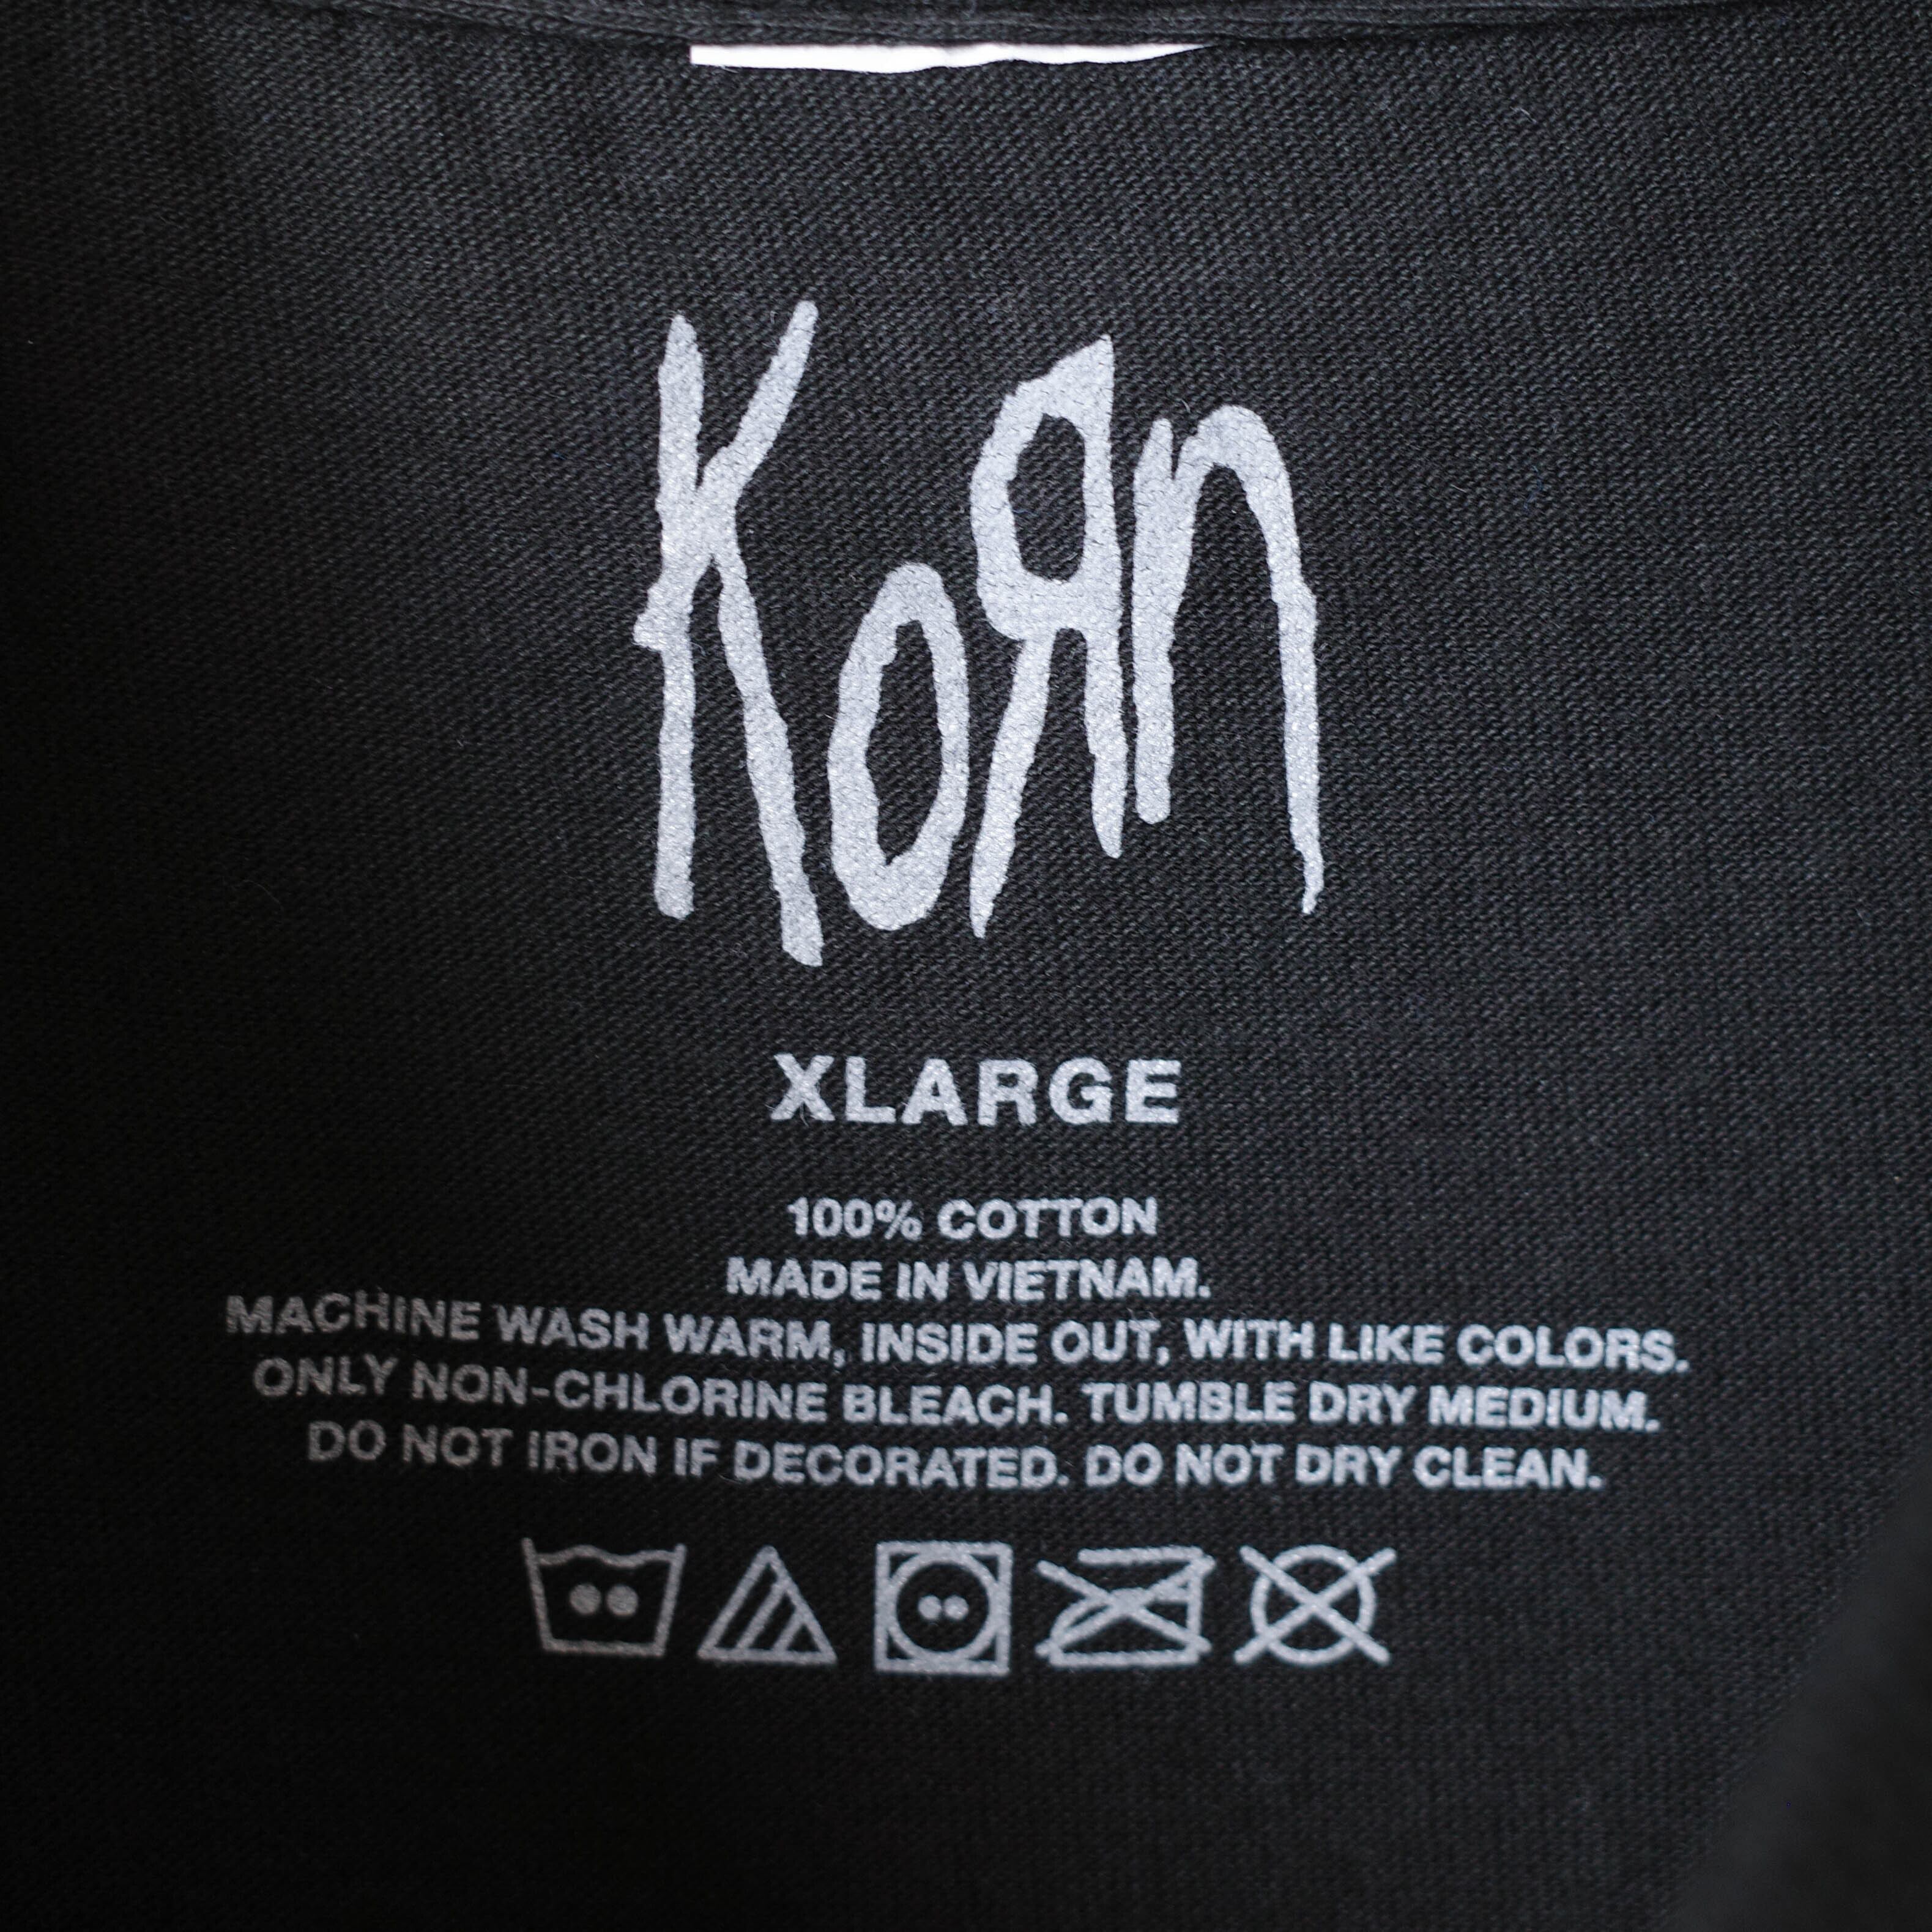 KoЯn
XLARGE
100% COTTON
MADE IN VIETNAM.
MACHINE WASH WARM, INSIDE OUT, WITH LIKE COLORS.
ONLY NON-CHLORINE BLEACH. TUMBLE DRY MEDIUM.
DO NOT IRON IF DECORATED. DO NOT DRY CLEAN.